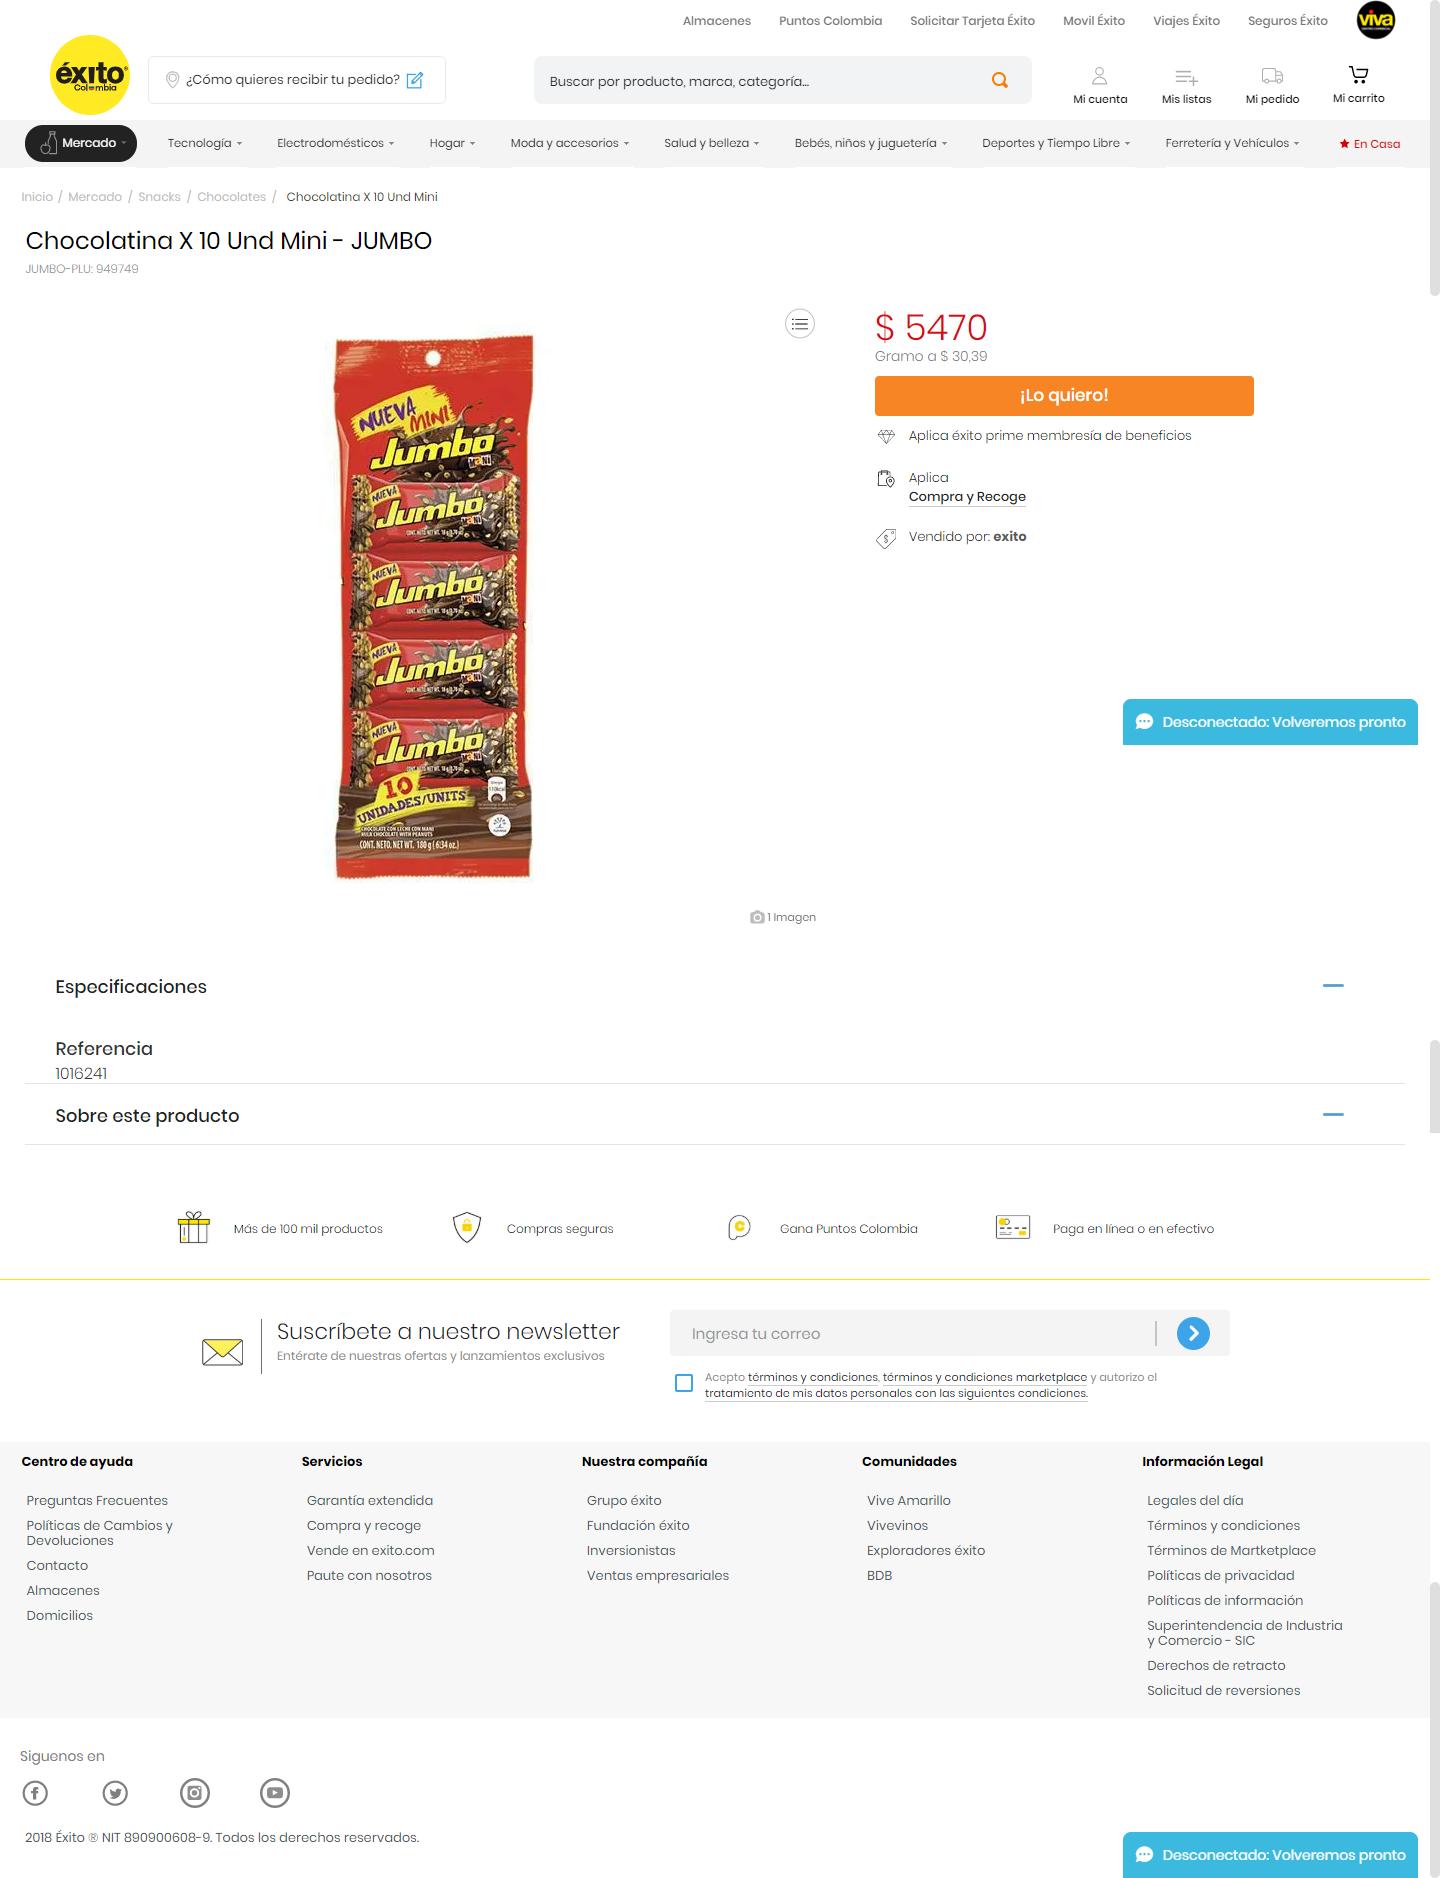 Almacenes
Puntos Colombia
Solicitar Tarjeta Éxito
Movil Éxito
Viajes Éxito
Seguros Éxito
viva
éxito
Colombia
¿Cómo quieres recibir tu pedido?
Buscar por producto, marca, categoría...
Mi cuenta
Mis listas
Mi pedido
Mi carrito
Mercado
Tecnología
Electrodomésticos
Hogar
Moda y accesorios
Salud y belleza
Bebés, niños y juguetería
Deportes y Tiempo Libre
Ferretería y Vehículos
En Casa
Inicio / Mercado / Snacks / Chocolates / Chocolatina X 10 Und Mini
Chocolatina X 10 Und Mini - JUMBO
JUMBO-PLU: 949749
NUEVA
MINI
Jumbo
MANI
NUEVA
Jumbo
MANI
NUEVA
Jumbo
MANI
NUEVA
Jumbo
MANI
NUEVA
Jumbo
10
UNIDADES/UNITS
CHOCOLATE CON LECHE CON MANI
MILK CHOCOLATE WITH PEANUTS
CONT. NETO. NET WT. 180 g (6.34 oz.)
$ 5470
Gramo a $ 30,39
¡Lo quiero!
Aplica éxito prime membresía de beneficios
Aplica
Compra y Recoge
Vendido por: exito
Desconectado: Volveremos pronto
1 Imagen
Especificaciones
Referencia
1016241
Sobre este producto
Más de 100 mil productos
Compras seguras
Gana Puntos Colombia
Paga en línea o en efectivo
Suscríbete a nuestro newsletter
Entérate de nuestras ofertas y lanzamientos exclusivos
Ingresa tu correo
Acepto términos y condiciones, términos y condiciones marketplace y autorizo el
tratamiento de mis datos personales con las siguientes condiciones.
Centro de ayuda
Preguntas Frecuentes
Políticas de Cambios y
Devoluciones
Contacto
Almacenes
Domicilios
Servicios
Garantía extendida
Compra y recoge
Vende en exito.com
Paute con nosotros
Nuestra compañía
Grupo éxito
Fundación éxito
Inversionistas
Ventas empresariales
Comunidades
Vive Amarillo
Vivevinos
Exploradores éxito
BDB
Información Legal
Legales del día
Términos y condiciones
Términos de Martketplace
Políticas de privacidad
Políticas de información
Superintendencia de Industria
y Comercio - SIC
Derechos de retracto
Solicitud de reversiones
Siguenos en
2018 Éxito ® NIT 890900608-9. Todos los derechos reservados.
Desconectado: Volveremos pronto